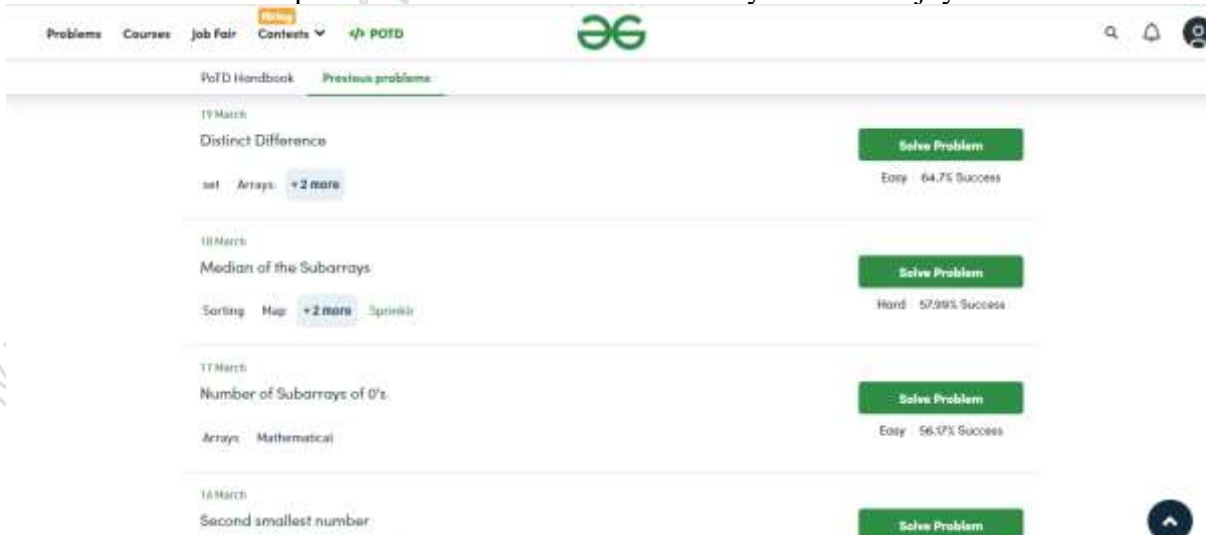 Hiring
Problems Courses Job Fair Contests </> POTD
PoTD Handbook Previous problems
19 March
Distinct Difference
Solve Problem
set Arrays +2 more
Easy 64.7% Success
18 March
Median of the Subarrays
Solve Problem
Sorting Map +2 more Sprinklr
Hard 57.99% Success
17 March
Number of Subarrays of 0's
Solve Problem
Arrays Mathematical
Easy 56.17% Success
16 March
Second smallest number
Solve Problem